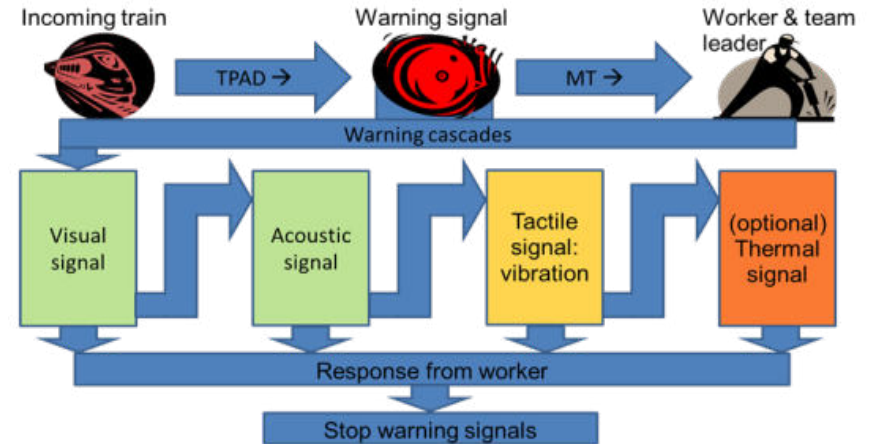 Incoming train
Warning signal
Worker & team
leader
TPAD →
MT →
Warning cascades
Visual
signal
Acoustic
signal
Tactile
signal:
vibration
(optional)
Thermal
signal
Response from worker
Stop warning signals